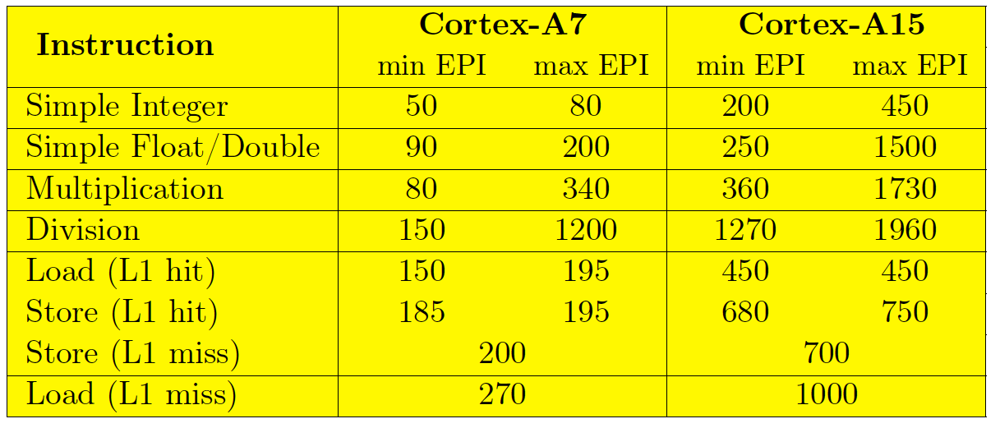 Instruction Cortex-A7 Cortex-A15
min EPI max EPI min EPI max EPI
Simple Integer 50 80 200 450
Simple Float/Double 90 200 250 1500
Multiplication 80 340 360 1730
Division 150 1200 1270 1960
Load (L1 hit) 150 195 450 450
Store (L1 hit) 185 195 680 750
Store (L1 miss) 200 700
Load (L1 miss) 270 1000